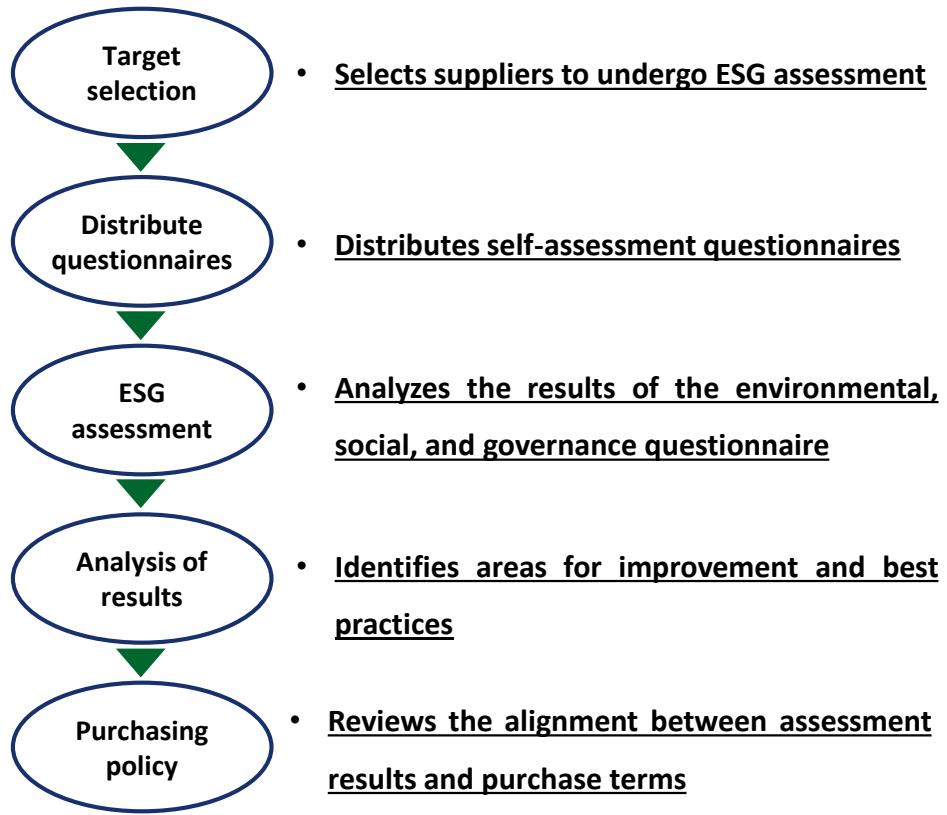 Target
selection
• Selects suppliers to undergo ESG assessment
Distribute
questionnaires
• Distributes self-assessment questionnaires
ESG
assessment
• Analyzes the results of the environmental,
social, and governance questionnaire
Analysis of
results
• Identifies areas for improvement and best
practices
Purchasing
policy
• Reviews the alignment between assessment
results and purchase terms